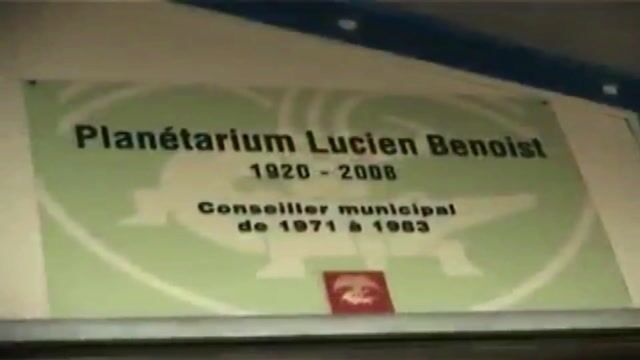 Planétarium Lucien Benoist
1920 - 2008
Conseiller municipal
de 1971 à 1983